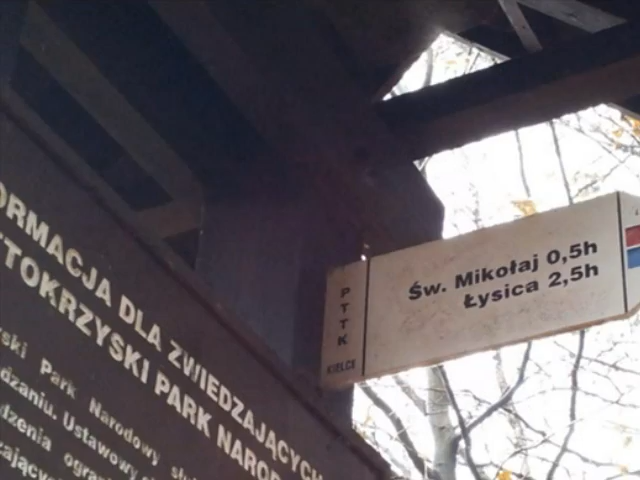 ORMACJA DLA ZWIEDZAJĄCYCH
TOKRZYSKI PARK NAROD
ski Park Narodowy
dzaniu. Ustawowy
dzenia
Św. Mikołaj 0,5h
Łysica 2,5h
PTTK
KIELCE